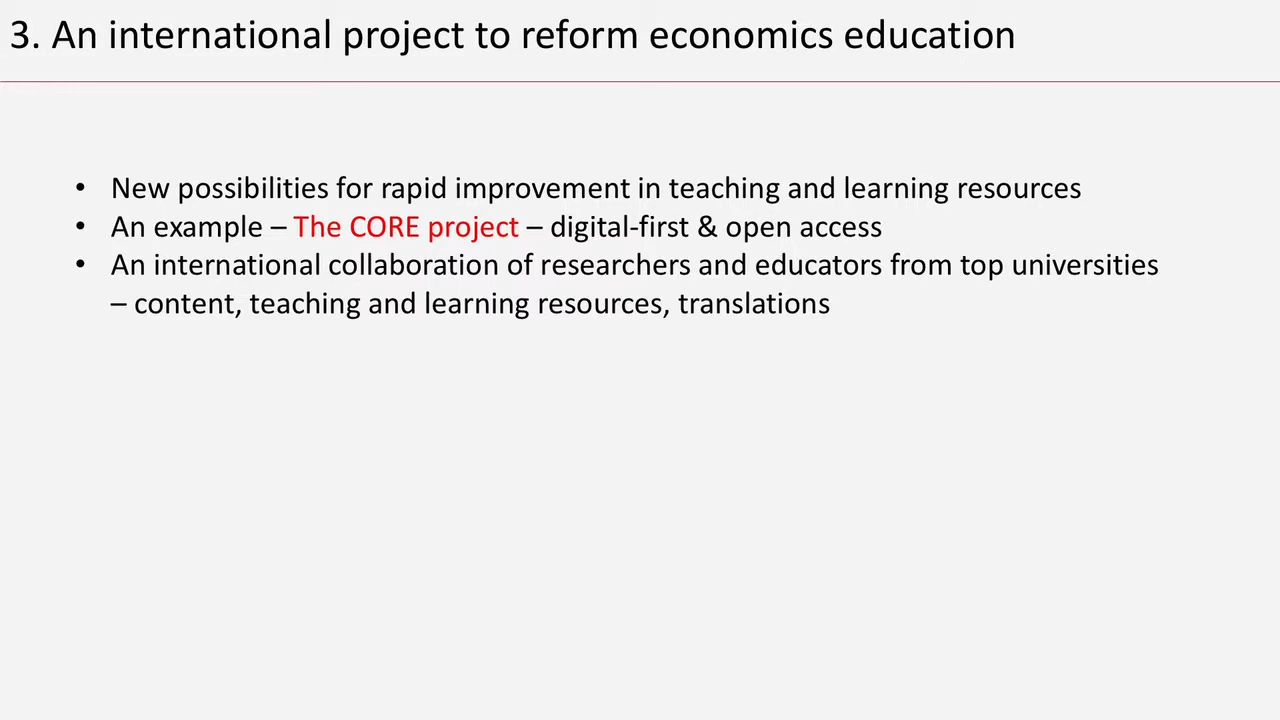 3. An international project to reform economics education
• New possibilities for rapid improvement in teaching and learning resources
• An example – The CORE project – digital-first & open access
• An international collaboration of researchers and educators from top universities
– content, teaching and learning resources, translations